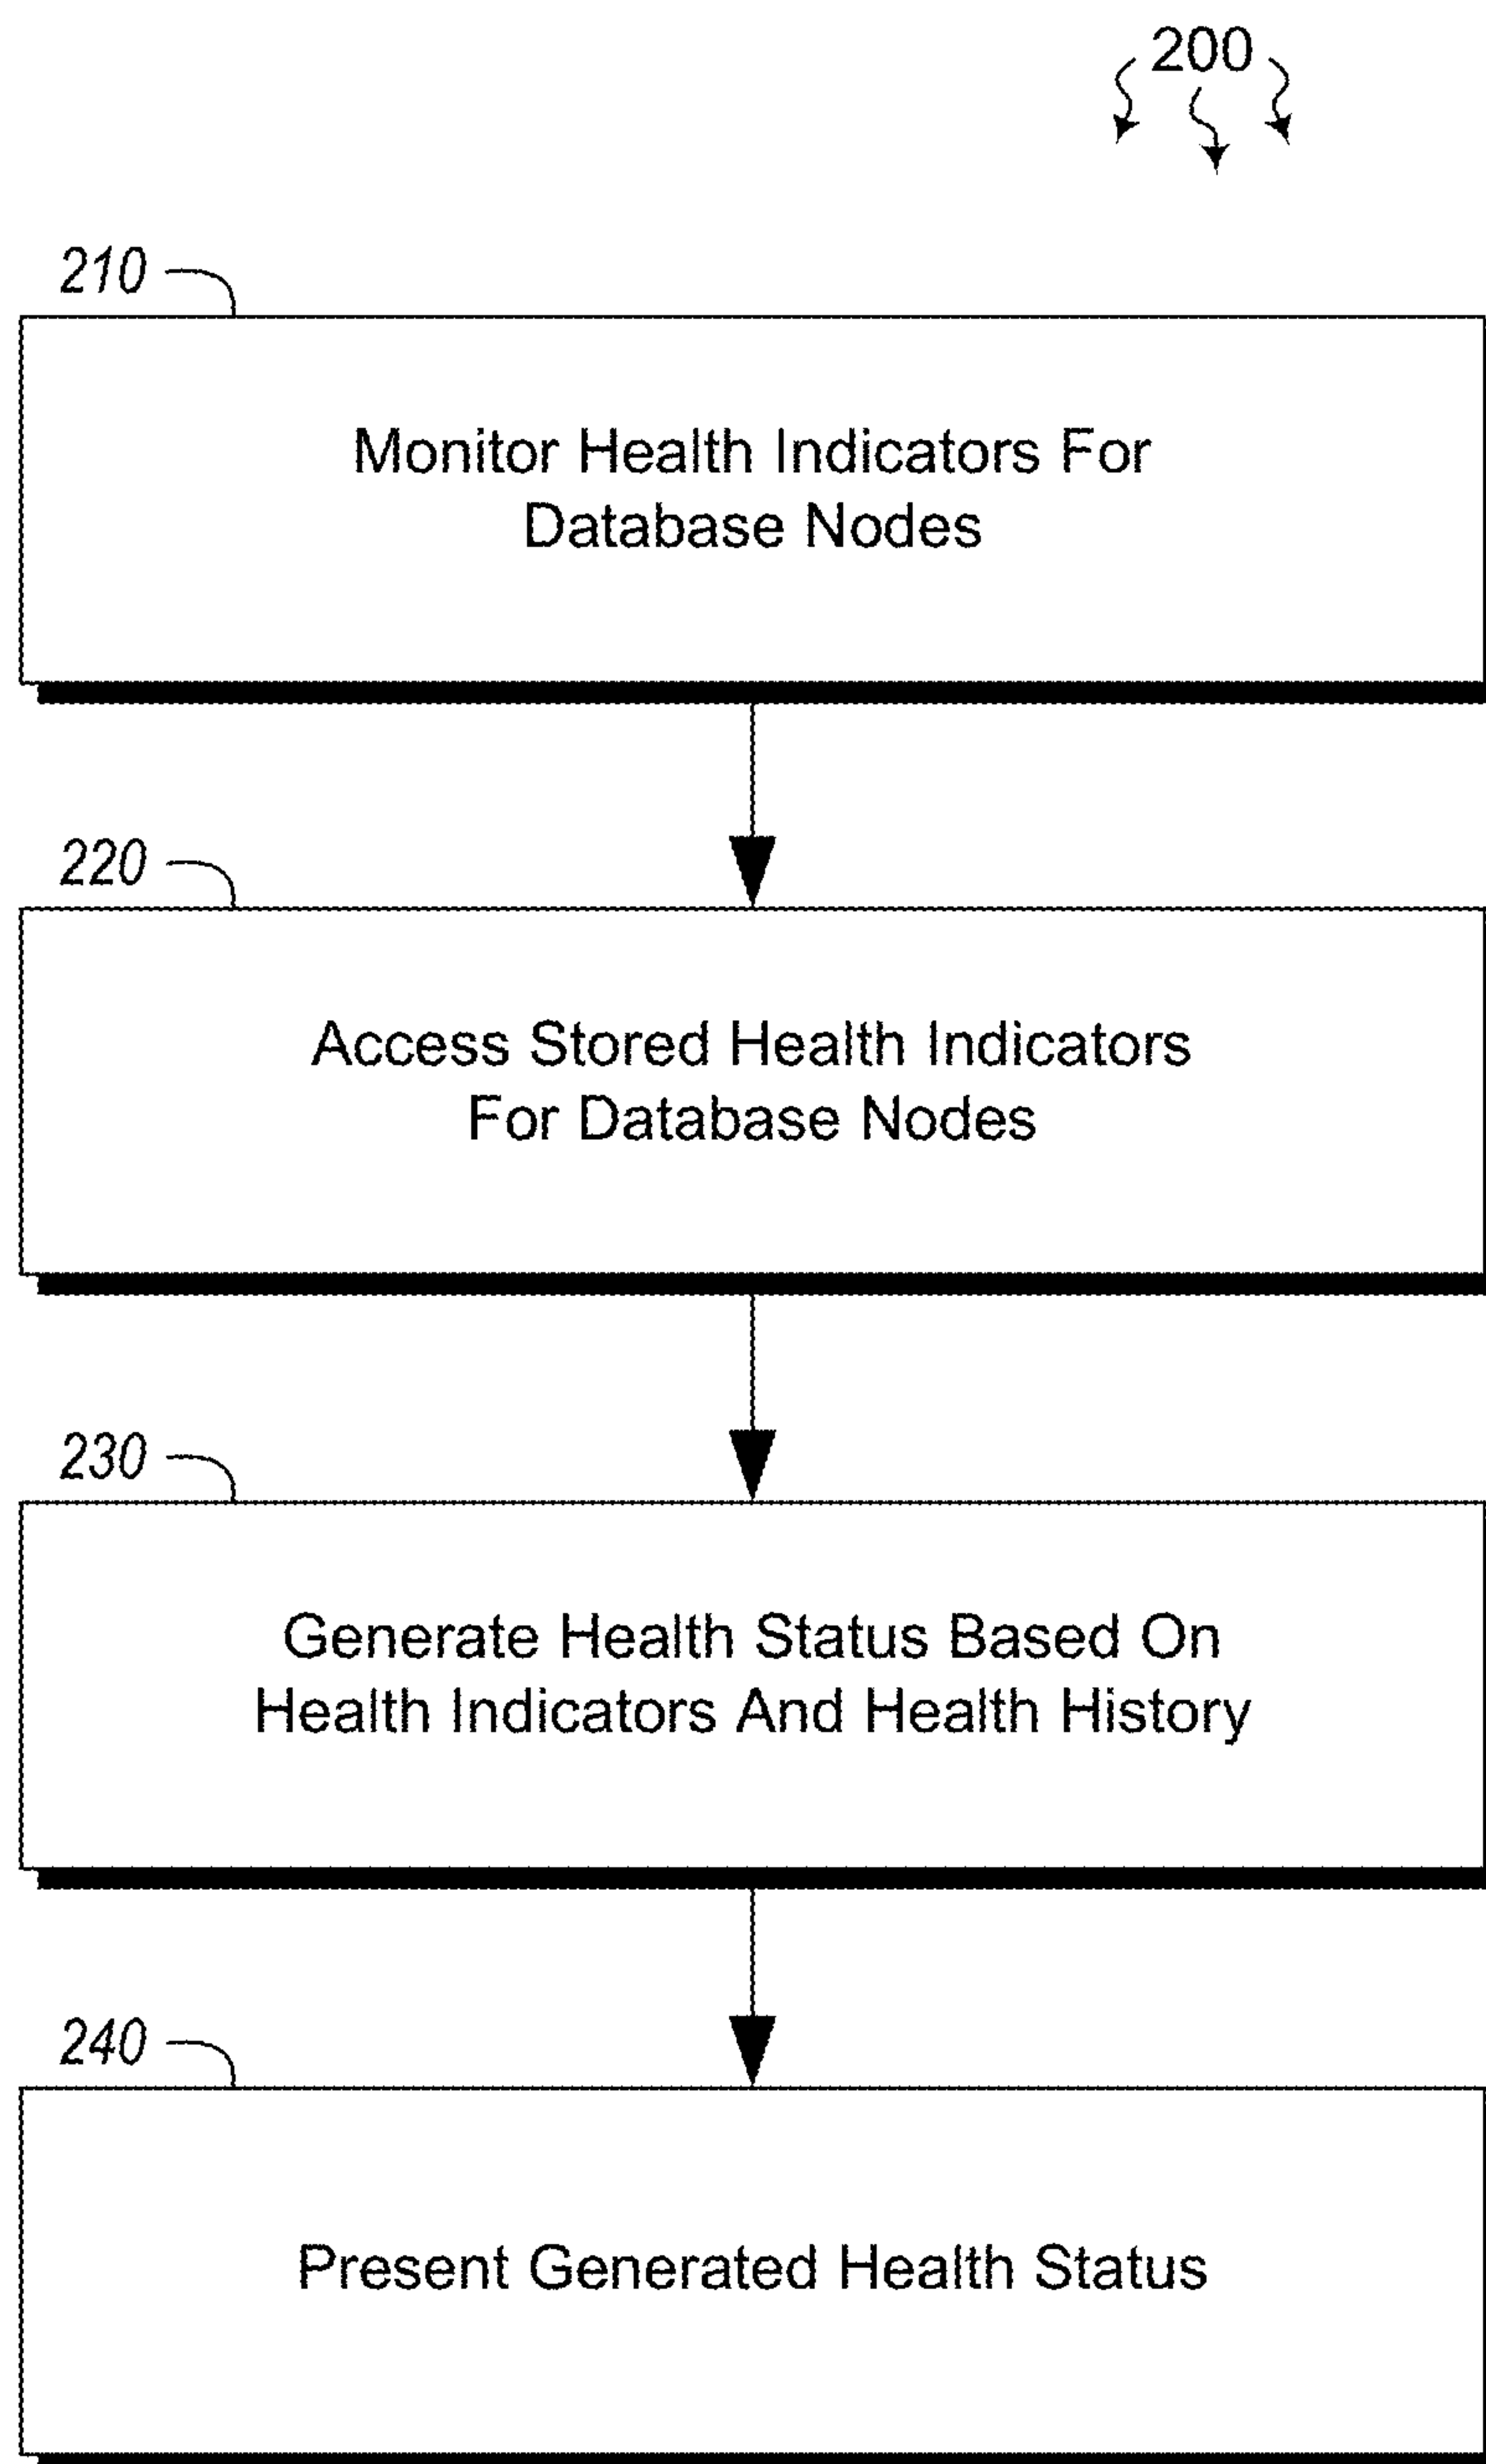 200
210
Monitor Health Indicators For
Database Nodes
220
Access Stored Health Indicators
For Database Nodes
230
Generate Health Status Based On
Health Indicators And Health History
240
Present Generated Health Status